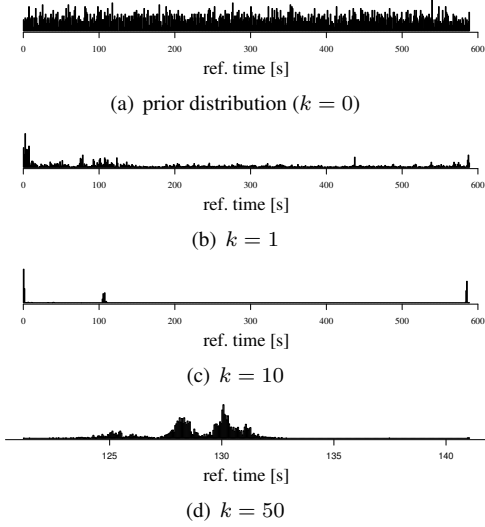 0 100 200 300 400 500 600
ref. time [s]
(a) prior distribution (k = 0)
0 100 200 300 400 500 600
ref. time [s]
(b) k = 1
0 100 200 300 400 500 600
ref. time [s]
(c) k = 10
125 130 135 140
ref. time [s]
(d) k = 50